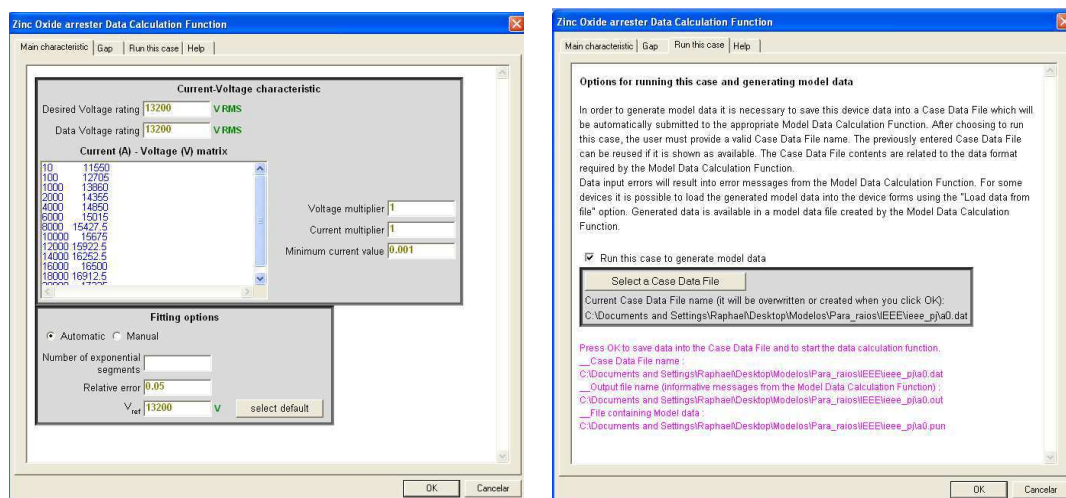 Zinc Oxide arrester Data Calculation Function
Main characteristic Gap Run this case Help
Current-Voltage characteristic
Desired Voltage rating 13200 V RMS
Data Voltage rating 13200 V RMS
Current (A) - Voltage (V) matrix
10 11550
100 12705
1000 13860
2000 14355
4000 14850
6000 15015
8000 15427.5
10000 15675
12000 15922.5
14000 16252.5
16000 16500
18000 16912.5
Voltage multiplier 1
Current multiplier 1
Minimum current value 0.001
Fitting options
Automatic Manual
Number of exponential
segments
Relative error 0.05
Vref 13200 V select default
OK Cancelar
Zinc Oxide arrester Data Calculation Function
Main characteristic Gap Run this case Help
Options for running this case and generating model data
In order to generate model data it is necessary to save this device data into a Case Data File which will
be automatically submitted to the appropriate Model Data Calculation Function. After choosing to run
this case, the user must provide a valid Case Data File name. The previously entered Case Data File
can be reused if it is shown as available. The Case Data File contents are related to the data format
required by the Model Data Calculation Function.
Data input errors will result into error messages from the Model Data Calculation Function. For some
devices it is possible to load the generated model data into the device forms using the "Load data from
file" option. Generated data is available in a model data file created by the Model Data Calculation
Function.
Run this case to generate model data
Select a Case Data File
Current Case Data File name (it will be overwritten or created when you click OK):
C:\Documents and Settings\Raphael\Desktop\Modelos\Para_raios\IEEE\ieee_pj\a0.dat
Press OK to save data into the Case Data File and to start the data calculation function.
__Case Data File name :
C:\Documents and Settings\Raphael\Desktop\Modelos\Para_raios\IEEE\ieee_pj\a0.dat
__Output file name (informative messages from the Model Data Calculation Function) :
C:\Documents and Settings\Raphael\Desktop\Modelos\Para_raios\IEEE\ieee_pj\a0.out
__File containing Model data :
C:\Documents and Settings\Raphael\Desktop\Modelos\Para_raios\IEEE\ieee_pj\a0.pun
OK Cancelar